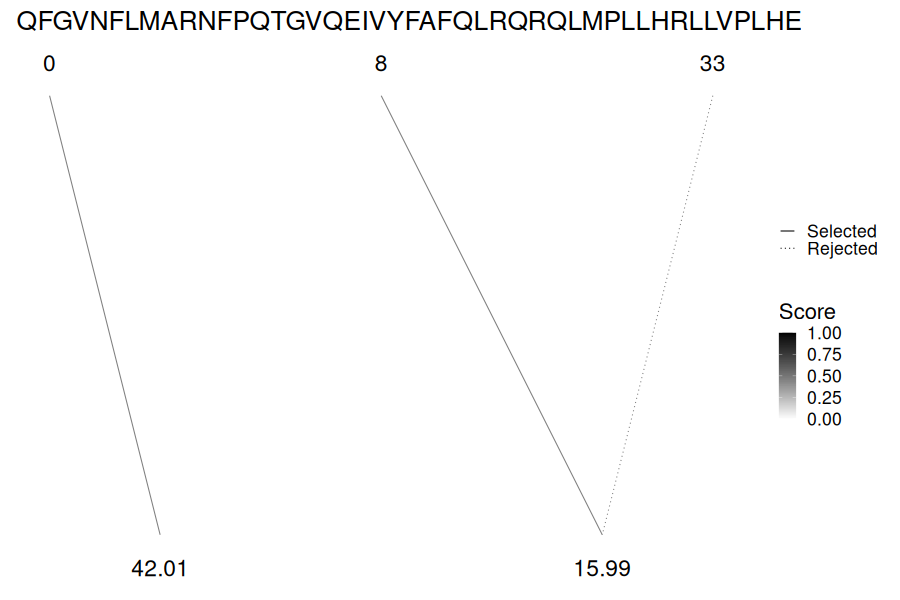 QFGVNFLMARNFPQTGVQEIVYFAFQLRQRQLMPLLHRLLVPLHE
0 8 33
Selected
Rejected
Score
1.00
0.75
0.50
0.25
0.00
42.01 15.99